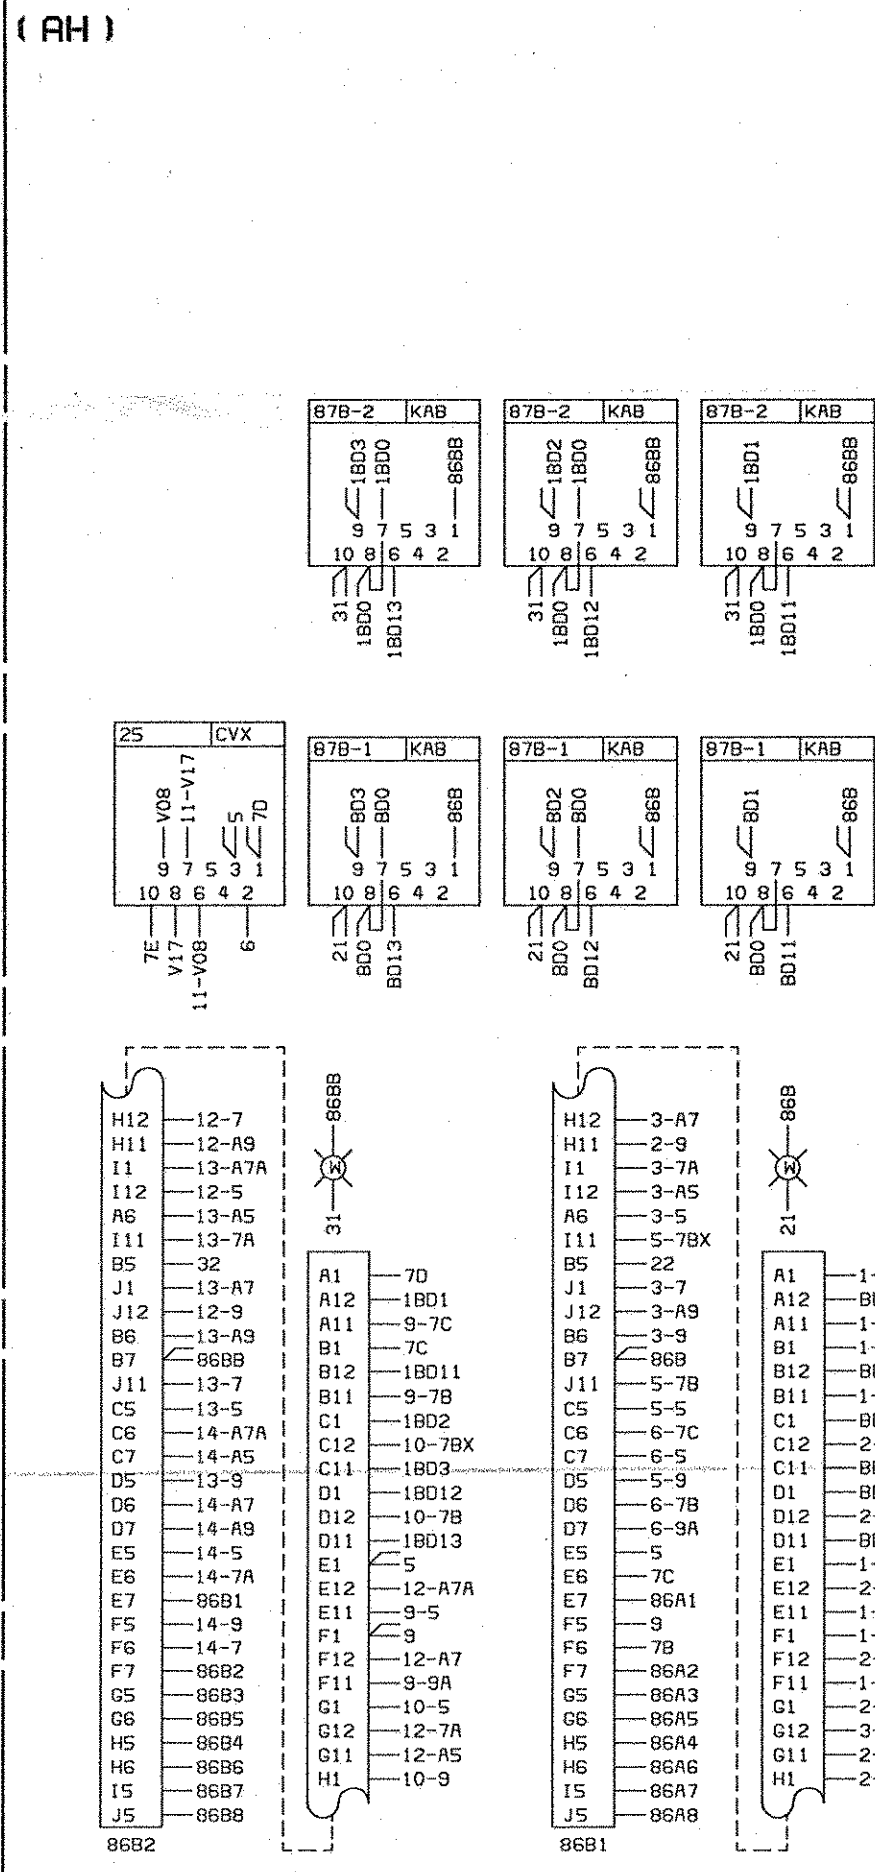 ( AH )
87B-2 KAB
1BD3 1BD0 86BB
9 7 5 3 1
10 8 6 4 2
31 1BD0 1BD13
87B-2 KAB
1BD2 1BD0 86BB
9 7 5 3 1
10 8 6 4 2
31 1BD0 1BD12
87B-2 KAB
1BD1 86BB
9 7 5 3 1
10 8 6 4 2
31 1BD0 1BD11
25 CVX
V08 11-V17 5 7D
9 7 5 3 1
10 8 6 4 2
7E V17 11-V08 6
87B-1 KAB
BD3 BD0 86B
9 7 5 3 1
10 8 6 4 2
21 BD0 BD13
87B-1 KAB
BD2 BD0 86B
9 7 5 3 1
10 8 6 4 2
21 BD0 BD12
87B-1 KAB
BD1 86B
9 7 5 3 1
10 8 6 4 2
21 BD0 BD11
H12 12-7
H11 12-A9
I1 13-A7A
I12 12-5
A6 13-A5
I11 13-7A
B5 32
J1 13-A7
J12 12-9
B6 13-A9
B7 86BB
J11 13-7
C5 13-5
C6 14-A7A
C7 14-A5
D5 13-9
D6 14-A7
D7 14-A9
E5 14-5
E6 14-7A
E7 86B1
F5 14-9
F6 14-7
F7 86B2
G5 86B3
G6 86B5
H5 86B4
H6 86B6
I5 86B7
J5 86B8
86B2
86BB
W
31
A1 7D
A12 1BD1
A11 9-7C
B1 7C
B12 1BD11
B11 9-7B
C1 1BD2
C12 10-7BX
C11 1BD3
D1 1BD12
D12 10-7B
D11 1BD13
E1 5
E12 12-A7A
E11 9-5
F1 9
F12 12-A7
F11 9-9A
G1 10-5
G12 12-7A
G11 12-A5
H1 10-9
H12 3-A7
H11 2-9
I1 3-7A
I12 3-A5
A6 3-5
I11 5-7BX
B5 22
J1 3-7
J12 3-A9
B6 3-9
B7 86B
J11 5-7B
C5 5-5
C6 6-7C
C7 6-5
D5 5-9
D6 6-7B
D7 6-9A
E5 5
E6 7C
E7 86A1
F5 9
F6 7B
F7 86A2
G5 86A3
G6 86A5
H5 86A4
H6 86A6
I5 86A7
J5 86A8
86B1
86B
W
21
A1 1-
A12
A11 1-
B1 1-
B12
B11 1-
C1
C12 2-
C11
D1
D12 2-
D11
E1 1-
E12 2-
E11 1-
F1 1-
F12 2-
F11 1-
G1 2-
G12 3-
G11 2-
H1 2-